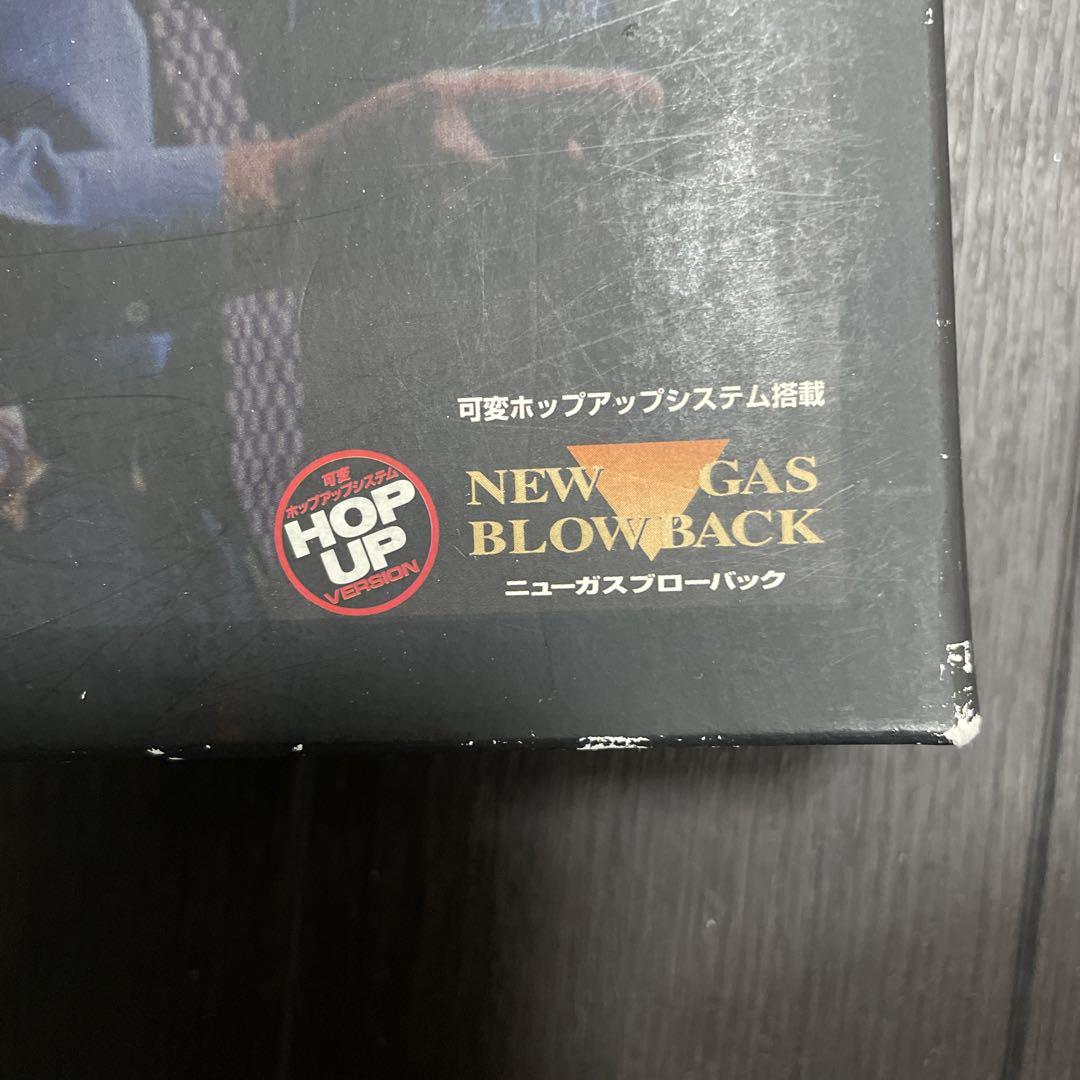 可変ホップアップシステム搭載
NEW GAS
BLOWBACK
ニューガスブローバック
可変
ホップアップシステム
HOP
UP
VERSION